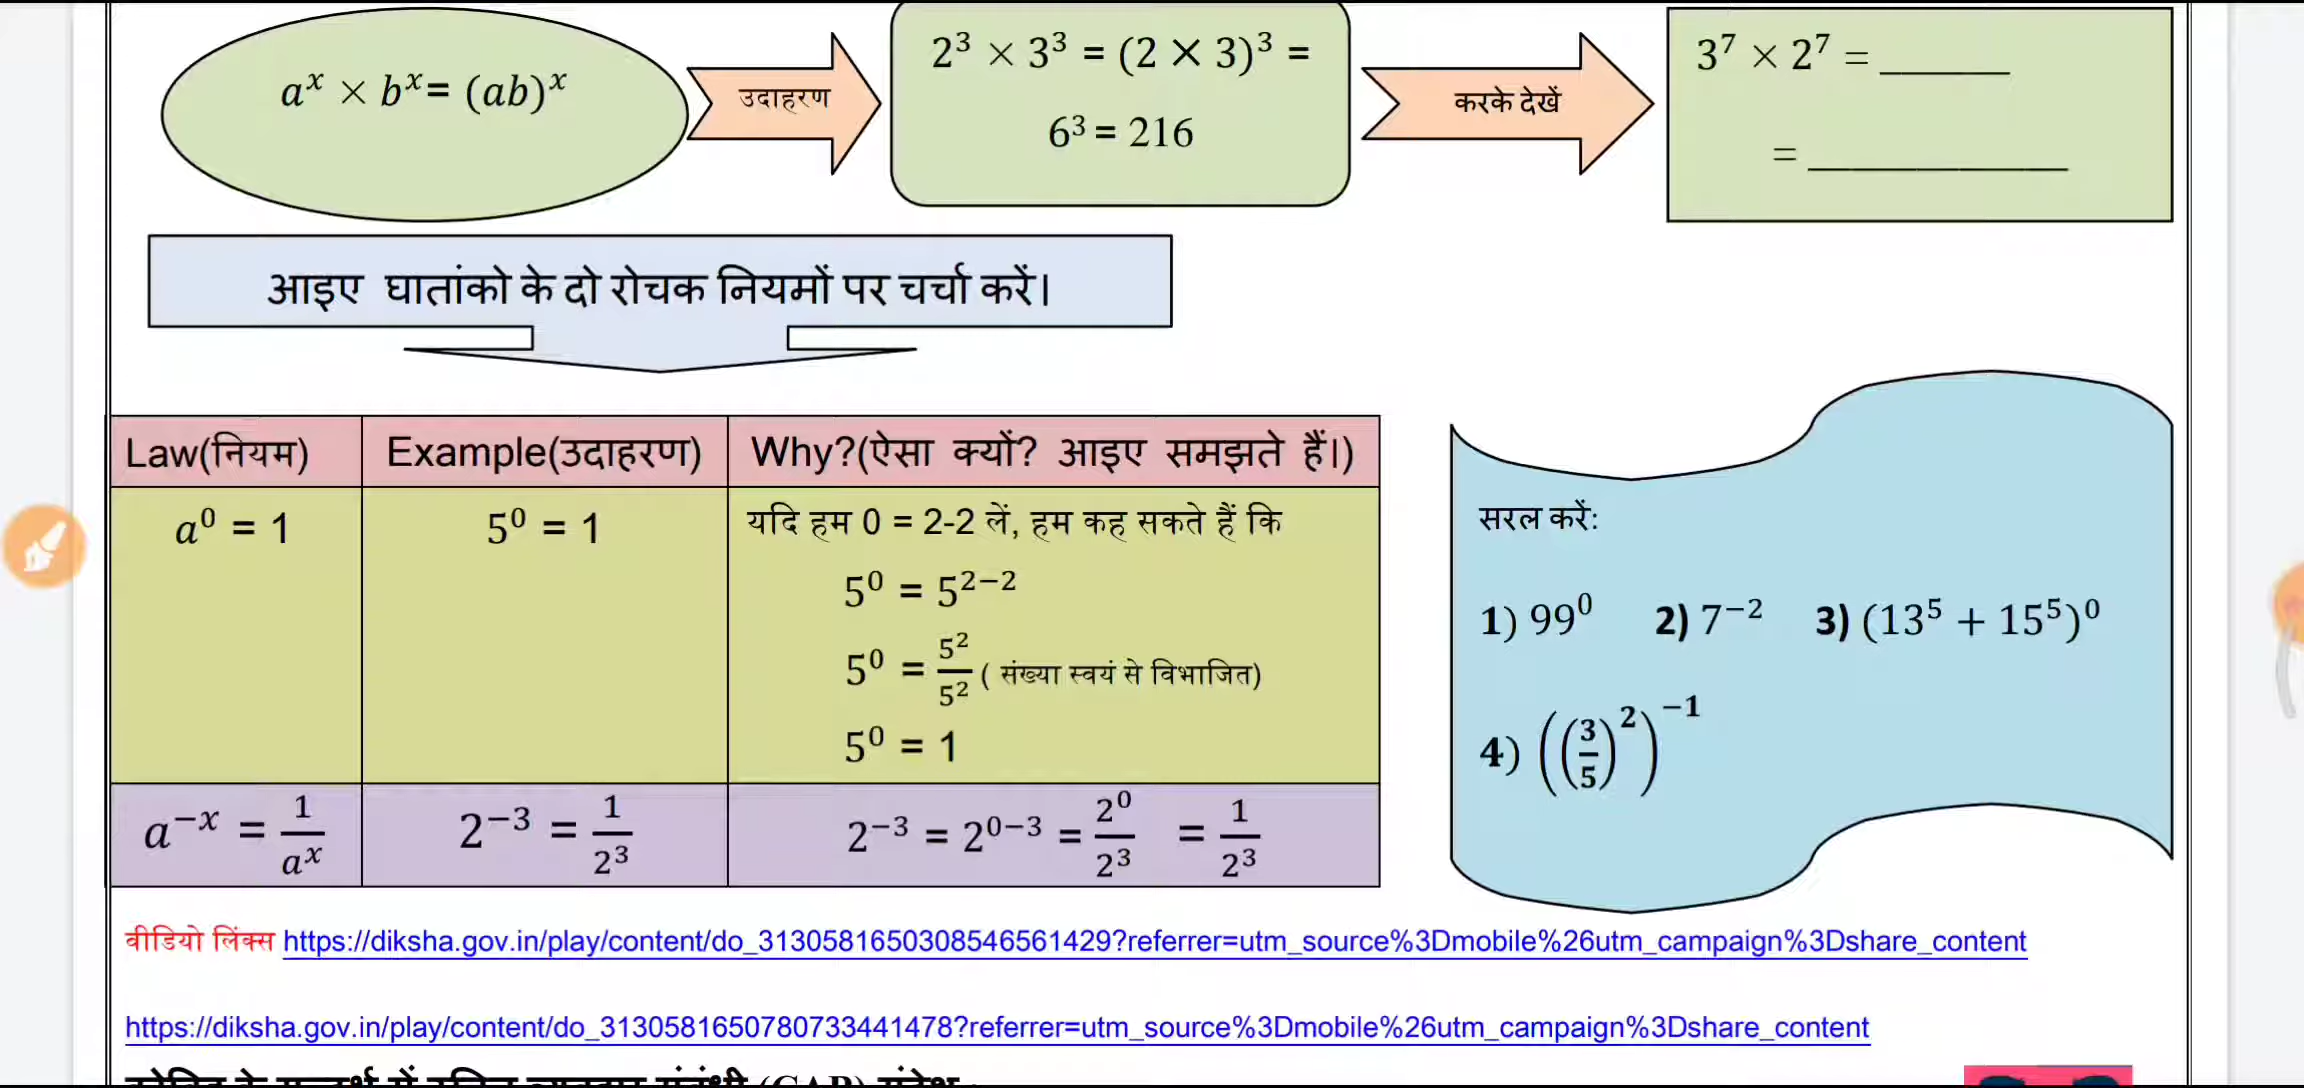 aˣ × bˣ= (ab)ˣ
उदाहरण
2³ × 3³ = (2 × 3)³ =
6³ = 216
करके देखें
3⁷ × 2⁷ = ______
= ____________
आइए घातांको के दो रोचक नियमों पर चर्चा करें।
Law(नियम) Example(उदाहरण) Why?(ऐसा क्यों? आइए समझते हैं।)
a⁰ = 1 5⁰ = 1 यदि हम 0 = 2-2 लें, हम कह सकते हैं कि
5⁰ = 5²⁻²
5⁰ = 5²/5² ( संख्या स्वयं से विभाजित)
5⁰ = 1
a⁻ˣ = 1/aˣ 2⁻³ = 1/2³ 2⁻³ = 2⁰⁻³ = 2⁰/2³ = 1/2³
सरल करें:
1) 99⁰ 2) 7⁻² 3) (13⁵ + 15⁵)⁰
4) ((3/5)²)⁻¹
वीडियो लिंक्स https://diksha.gov.in/play/content/do_3130581650308546561429?referrer=utm_source%3Dmobile%26utm_campaign%3Dshare_content
https://diksha.gov.in/play/content/do_3130581650780733441478?referrer=utm_source%3Dmobile%26utm_campaign%3Dshare_content